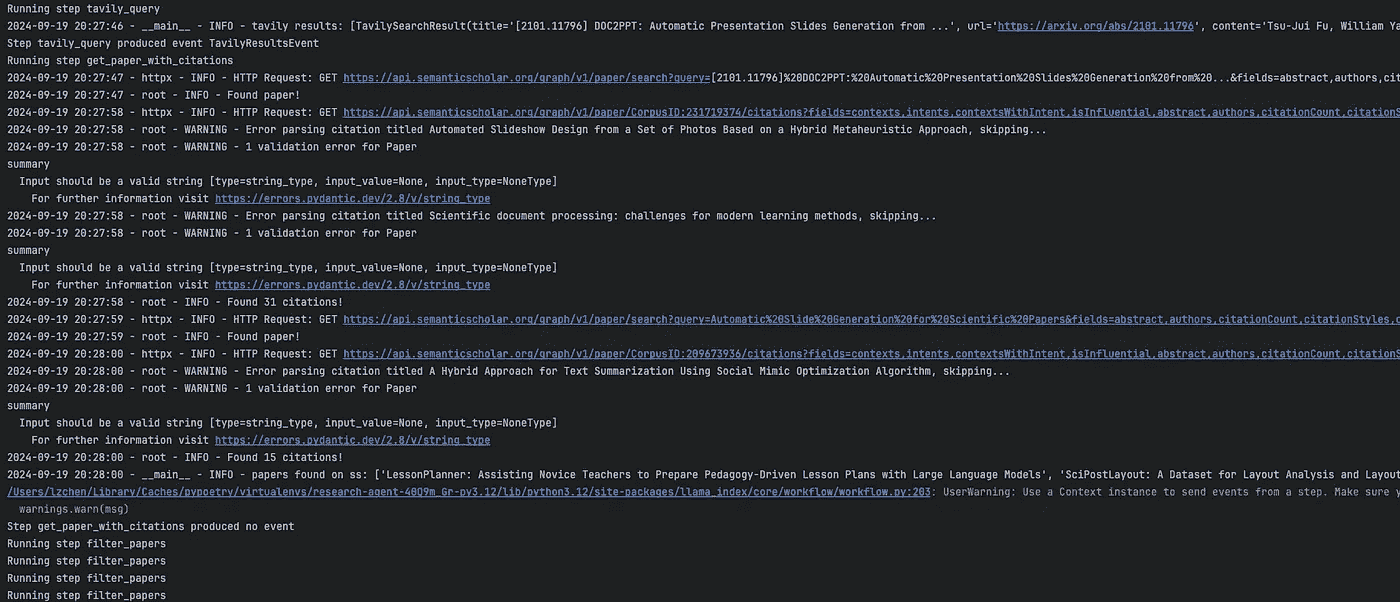 Running step tavily_query
2024-09-19 20:27:46 - __main__ - INFO - tavily results: [TavilySearchResult(title='[2101.11796] DOC2PPT: Automatic Presentation Slides Generation from ...', url='https://arxiv.org/abs/2101.11796', content='Tsu-Jui Fu, William Ya
Step tavily_query produced event TavilyResultsEvent
Running step get_paper_with_citations
2024-09-19 20:27:47 - httpx - INFO - HTTP Request: GET https://api.semanticscholar.org/graph/v1/paper/search?query=[2101.11796]%20DOC2PPT:%20Automatic%20Presentation%20Slides%20Generation%20from%20...&fields=abstract,authors,cit
2024-09-19 20:27:47 - root - INFO - Found paper!
2024-09-19 20:27:58 - httpx - INFO - HTTP Request: GET https://api.semanticscholar.org/graph/v1/paper/CorpusID:231719374/citations?fields=contexts,intents,contextsWithIntent,isInfluential,abstract,authors,citationCount,citationS
2024-09-19 20:27:58 - root - WARNING - Error parsing citation titled Automated Slideshow Design from a Set of Photos Based on a Hybrid Metaheuristic Approach, skipping...
2024-09-19 20:27:58 - root - WARNING - 1 validation error for Paper
summary
Input should be a valid string [type=string_type, input_value=None, input_type=NoneType]
For further information visit https://errors.pydantic.dev/2.8/v/string_type
2024-09-19 20:27:58 - root - WARNING - Error parsing citation titled Scientific document processing: challenges for modern learning methods, skipping...
2024-09-19 20:27:58 - root - WARNING - 1 validation error for Paper
summary
Input should be a valid string [type=string_type, input_value=None, input_type=NoneType]
For further information visit https://errors.pydantic.dev/2.8/v/string_type
2024-09-19 20:27:58 - root - INFO - Found 31 citations!
2024-09-19 20:27:59 - httpx - INFO - HTTP Request: GET https://api.semanticscholar.org/graph/v1/paper/search?query=Automatic%20Slide%20Generation%20for%20Scientific%20Papers&fields=abstract,authors,citationCount,citationStyles,c
2024-09-19 20:27:59 - root - INFO - Found paper!
2024-09-19 20:28:00 - httpx - INFO - HTTP Request: GET https://api.semanticscholar.org/graph/v1/paper/CorpusID:209673936/citations?fields=contexts,intents,contextsWithIntent,isInfluential,abstract,authors,citationCount,citationS
2024-09-19 20:28:00 - root - WARNING - Error parsing citation titled A Hybrid Approach for Text Summarization Using Social Mimic Optimization Algorithm, skipping...
2024-09-19 20:28:00 - root - WARNING - 1 validation error for Paper
summary
Input should be a valid string [type=string_type, input_value=None, input_type=NoneType]
For further information visit https://errors.pydantic.dev/2.8/v/string_type
2024-09-19 20:28:00 - root - INFO - Found 15 citations!
2024-09-19 20:28:00 - __main__ - INFO - papers found on ss: ['LessonPlanner: Assisting Novice Teachers to Prepare Pedagogy-Driven Lesson Plans with Large Language Models', 'SciPostLayout: A Dataset for Layout Analysis and Layout
/Users/lzchen/Library/Caches/pypoetry/virtualenvs/research-agent-40Q9m_Gr-py3.12/lib/python3.12/site-packages/llama_index/core/workflow/workflow.py:203: UserWarning: Use a Context instance to send events from a step. Make sure y
warnings.warn(msg)
Step get_paper_with_citations produced no event
Running step filter_papers
Running step filter_papers
Running step filter_papers
Running step filter_papers